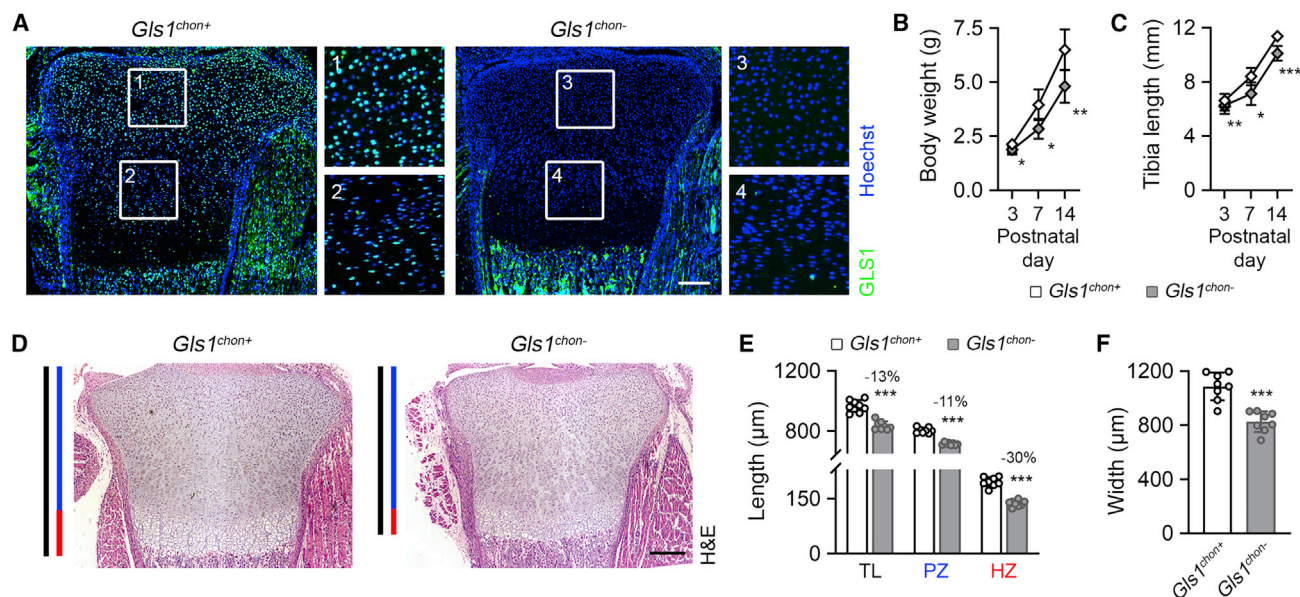 A
Gls1chon+
Gls1chon-
1
2
1
2
3
4
3
4
Hoechst
GLS1
B
Body weight (g)
7.5
5.0
2.5
0.0
*
*
**
3 7 14
Postnatal
day
C
Tibia length (mm)
12
8
4
0
**
*
***
3 7 14
Postnatal
day
Gls1chon+ Gls1chon-
D
Gls1chon+
Gls1chon-
H&E
E
Gls1chon+ Gls1chon-
Length (μm)
1200
800
150
0
-13%
***
-11%
***
-30%
***
TL PZ HZ
F
Width (μm)
1200
800
400
0
***
Gls1chon+
Gls1chon-